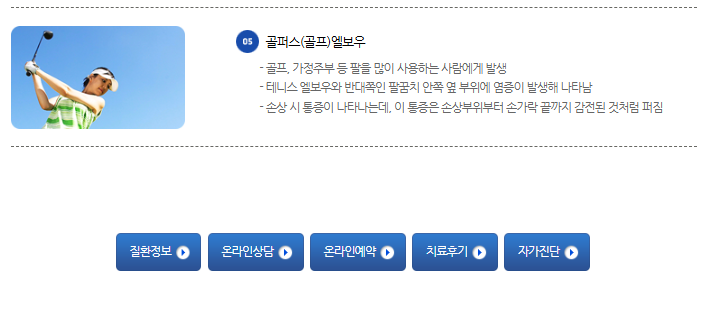 05 골퍼스(골프)엘보우
- 골프, 가정주부 등 팔을 많이 사용하는 사람에게 발생
- 테니스 엘보우와 반대쪽인 팔꿈치 안쪽 옆 부위에 염증이 발생해 나타남
- 손상 시 통증이 나타나는데, 이 통증은 손상부위부터 손가락 끝까지 감전된 것처럼 퍼짐
질환정보 온라인상담 온라인예약 치료후기 자가진단